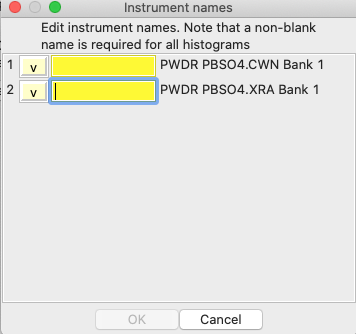 Instrument names
Edit instrument names. Note that a non-blank
name is required for all histograms
1 v PWDR PBSO4.CWN Bank 1
2 v PWDR PBSO4.XRA Bank 1
OK Cancel